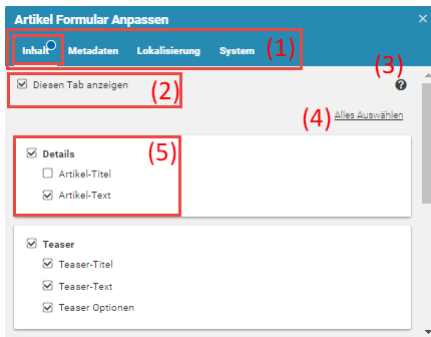 Artikel Formular Anpassen ×
Inhalt Metadaten Lokalisierung System (1)
(3)
Diesen Tab anzeigen (2) ?
(4) Alles Auswählen
Details (5)
Artikel-Titel
Artikel-Text
Teaser
Teaser-Titel
Teaser-Text
Teaser Optionen